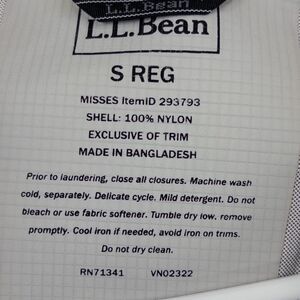 L.L.Bean
L.L.Bean
S REG
MISSES ItemID 293793
SHELL: 100% NYLON
EXCLUSIVE OF TRIM
MADE IN BANGLADESH
Prior to laundering, close all closures. Machine wash
cold, separately. Delicate cycle. Mild detergent. Do not
bleach or use fabric softener. Tumble dry low, remove
promptly. Cool iron if needed, avoid iron on trims.
Do not dry clean.
RN71341 VN02322